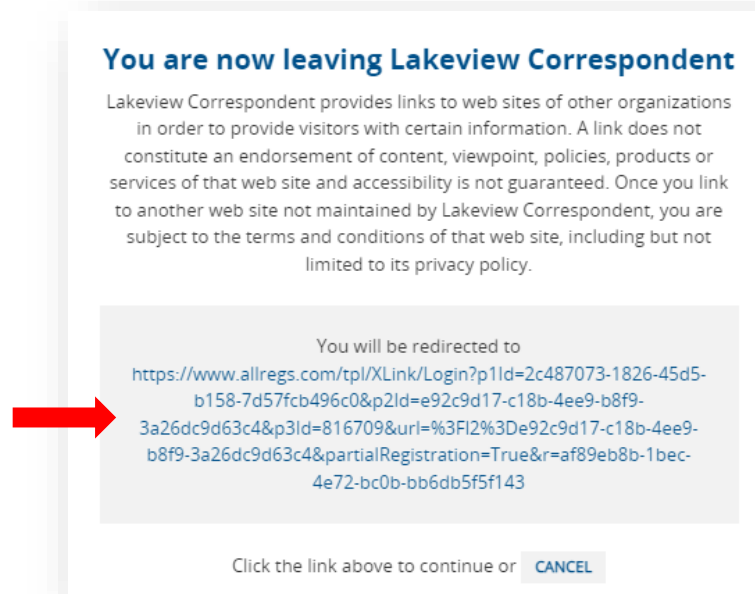 You are now leaving Lakeview Correspondent
Lakeview Correspondent provides links to web sites of other organizations
in order to provide visitors with certain information. A link does not
constitute an endorsement of content, viewpoint, policies, products or
services of that web site and accessibility is not guaranteed. Once you link
to another web site not maintained by Lakeview Correspondent, you are
subject to the terms and conditions of that web site, including but not
limited to its privacy policy.
You will be redirected to
https://www.allregs.com/tpl/XLink/Login?p1Id=2c487073-1826-45d5-
b158-7d57fcb496c0&p2Id=e92c9d17-c18b-4ee9-b8f9-
3a26dc9d63c4&p3Id=816709&url=%3FI2%3De92c9d17-c18b-4ee9-
b8f9-3a26dc9d63c4&partialRegistration=True&r=af89eb8b-1bec-
4e72-bc0b-bb6db5f5f143
Click the link above to continue or CANCEL